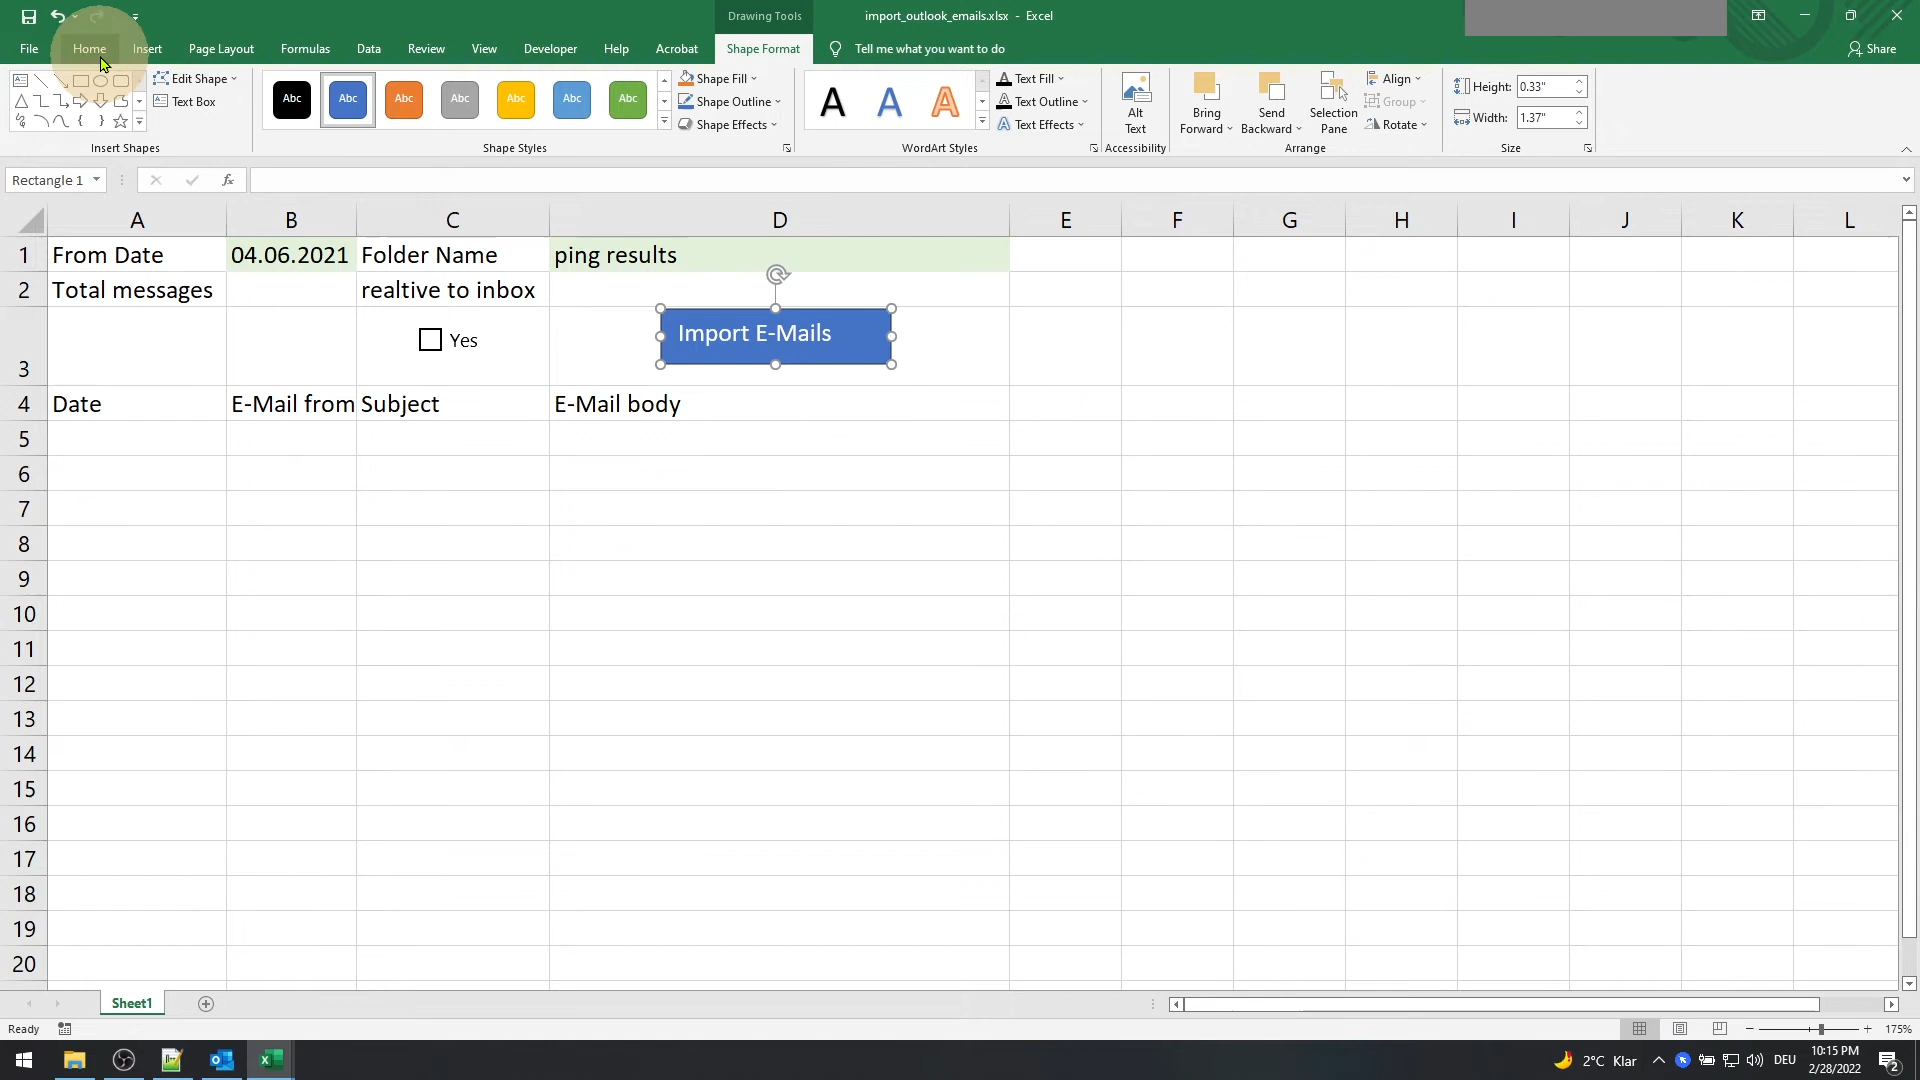 Drawing Tools
import_outlook_emails.xlsx - Excel
File Home Insert Page Layout Formulas Data Review View Developer Help Acrobat Shape Format Tell me what you want to do Share
Edit Shape
Text Box
Insert Shapes
Abc Abc Abc Abc Abc Abc Abc
Shape Fill
Shape Outline
Shape Effects
Shape Styles
A A A
Text Fill
Text Outline
Text Effects
WordArt Styles
Alt Text
Accessibility
Bring Forward
Send Backward
Selection Pane
Align
Group
Rotate
Arrange
Height: 0.33"
Width: 1.37"
Size
Rectangle 1
fx
A B C D E F G H I J K L
1 From Date 04.06.2021 Folder Name ping results
2 Total messages realtive to inbox
3 Yes Import E-Mails
4 Date E-Mail from Subject E-Mail body
5
6
7
8
9
10
11
12
13
14
15
16
17
18
19
20
Sheet1
Ready
175%
2°C Klar
DEU
10:15 PM
2/28/2022
2